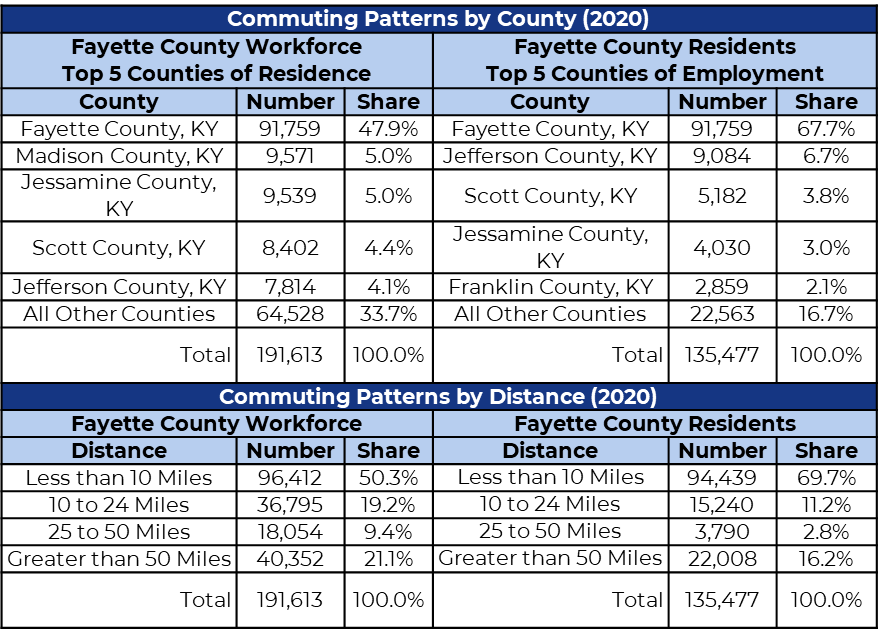 Commuting Patterns by County (2020)
Fayette County Workforce
Top 5 Counties of Residence
Fayette County Residents
Top 5 Counties of Employment
County Number Share County Number Share
Fayette County, KY 91,759 47.9% Fayette County, KY 91,759 67.7%
Madison County, KY 9,571 5.0% Jefferson County, KY 9,084 6.7%
Jessamine County,
KY 9,539 5.0% Scott County, KY 5,182 3.8%
Scott County, KY 8,402 4.4% Jessamine County,
KY 4,030 3.0%
Jefferson County, KY 7,814 4.1% Franklin County, KY 2,859 2.1%
All Other Counties 64,528 33.7% All Other Counties 22,563 16.7%
Total 191,613 100.0% Total 135,477 100.0%
Commuting Patterns by Distance (2020)
Fayette County Workforce Fayette County Residents
Distance Number Share Distance Number Share
Less than 10 Miles 96,412 50.3% Less than 10 Miles 94,439 69.7%
10 to 24 Miles 36,795 19.2% 10 to 24 Miles 15,240 11.2%
25 to 50 Miles 18,054 9.4% 25 to 50 Miles 3,790 2.8%
Greater than 50 Miles 40,352 21.1% Greater than 50 Miles 22,008 16.2%
Total 191,613 100.0% Total 135,477 100.0%